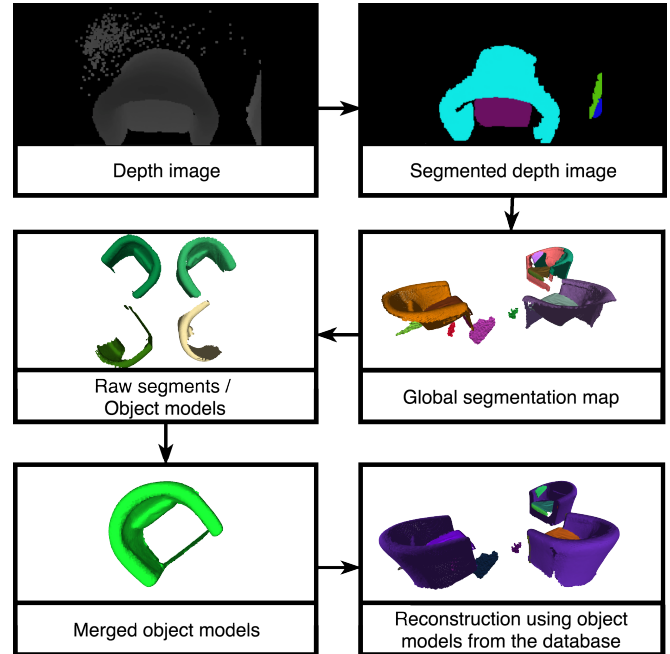 Depth image
Segmented depth image
Raw segments /
Object models
Global segmentation map
Merged object models
Reconstruction using object
models from the database